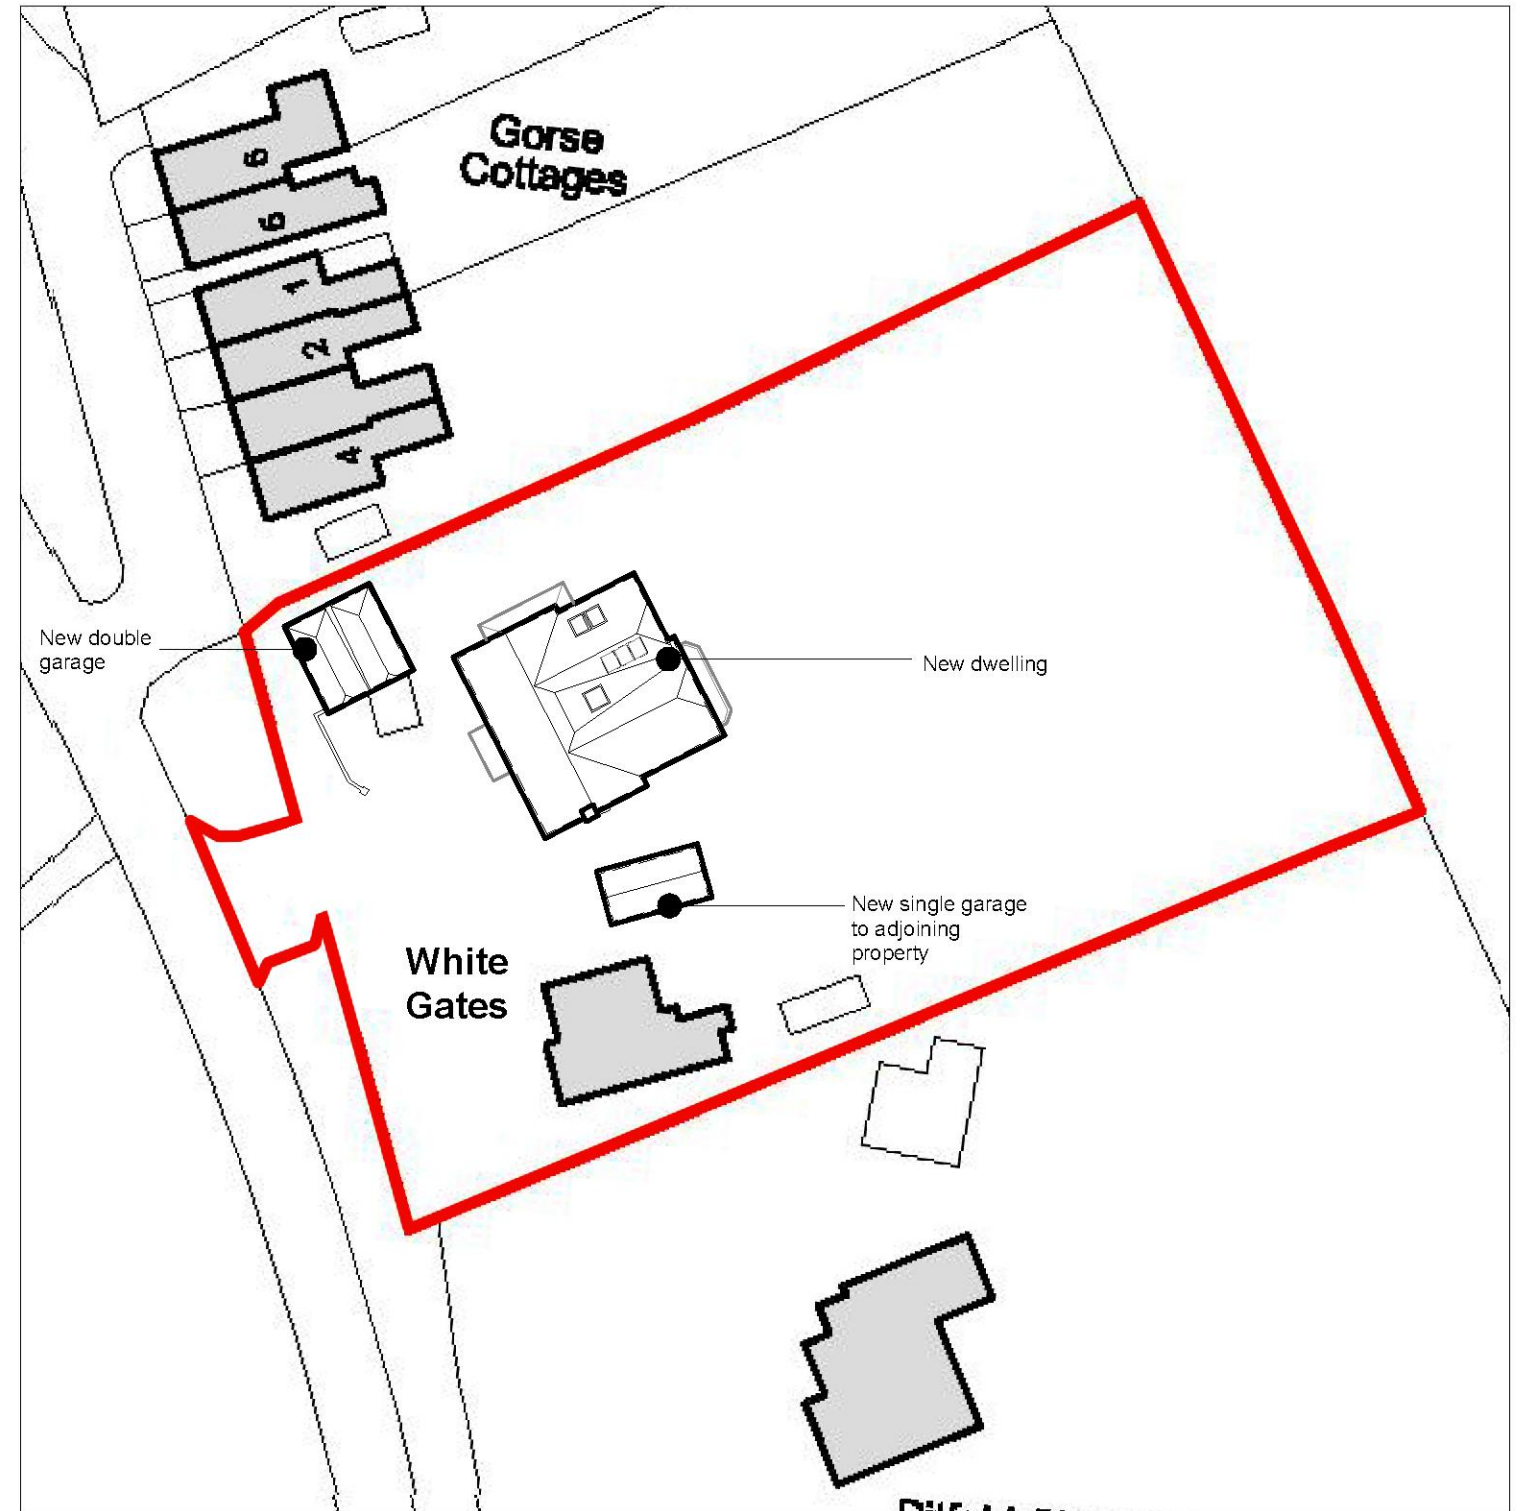 Gorse
Cottages
6
5
1
2
4
New double
garage
New dwelling
New single garage
to adjoining
property
White
Gates